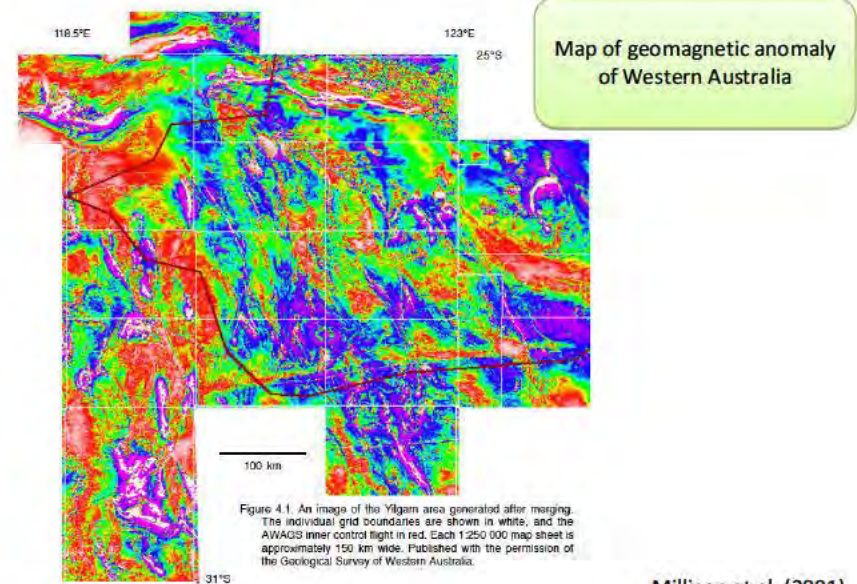 118.5°E
123°E
25°S
Map of geomagnetic anomaly
of Western Australia
100 km
Figure 4.1. An image of the Yilgarn area generated after merging.
The individual grid boundaries are shown in white, and the
AWAGS inner control flight in red. Each 1:250 000 map sheet is
approximately 150 km wide. Published with the permission of
the Geological Survey of Western Australia.
31°S
et al. (2001)